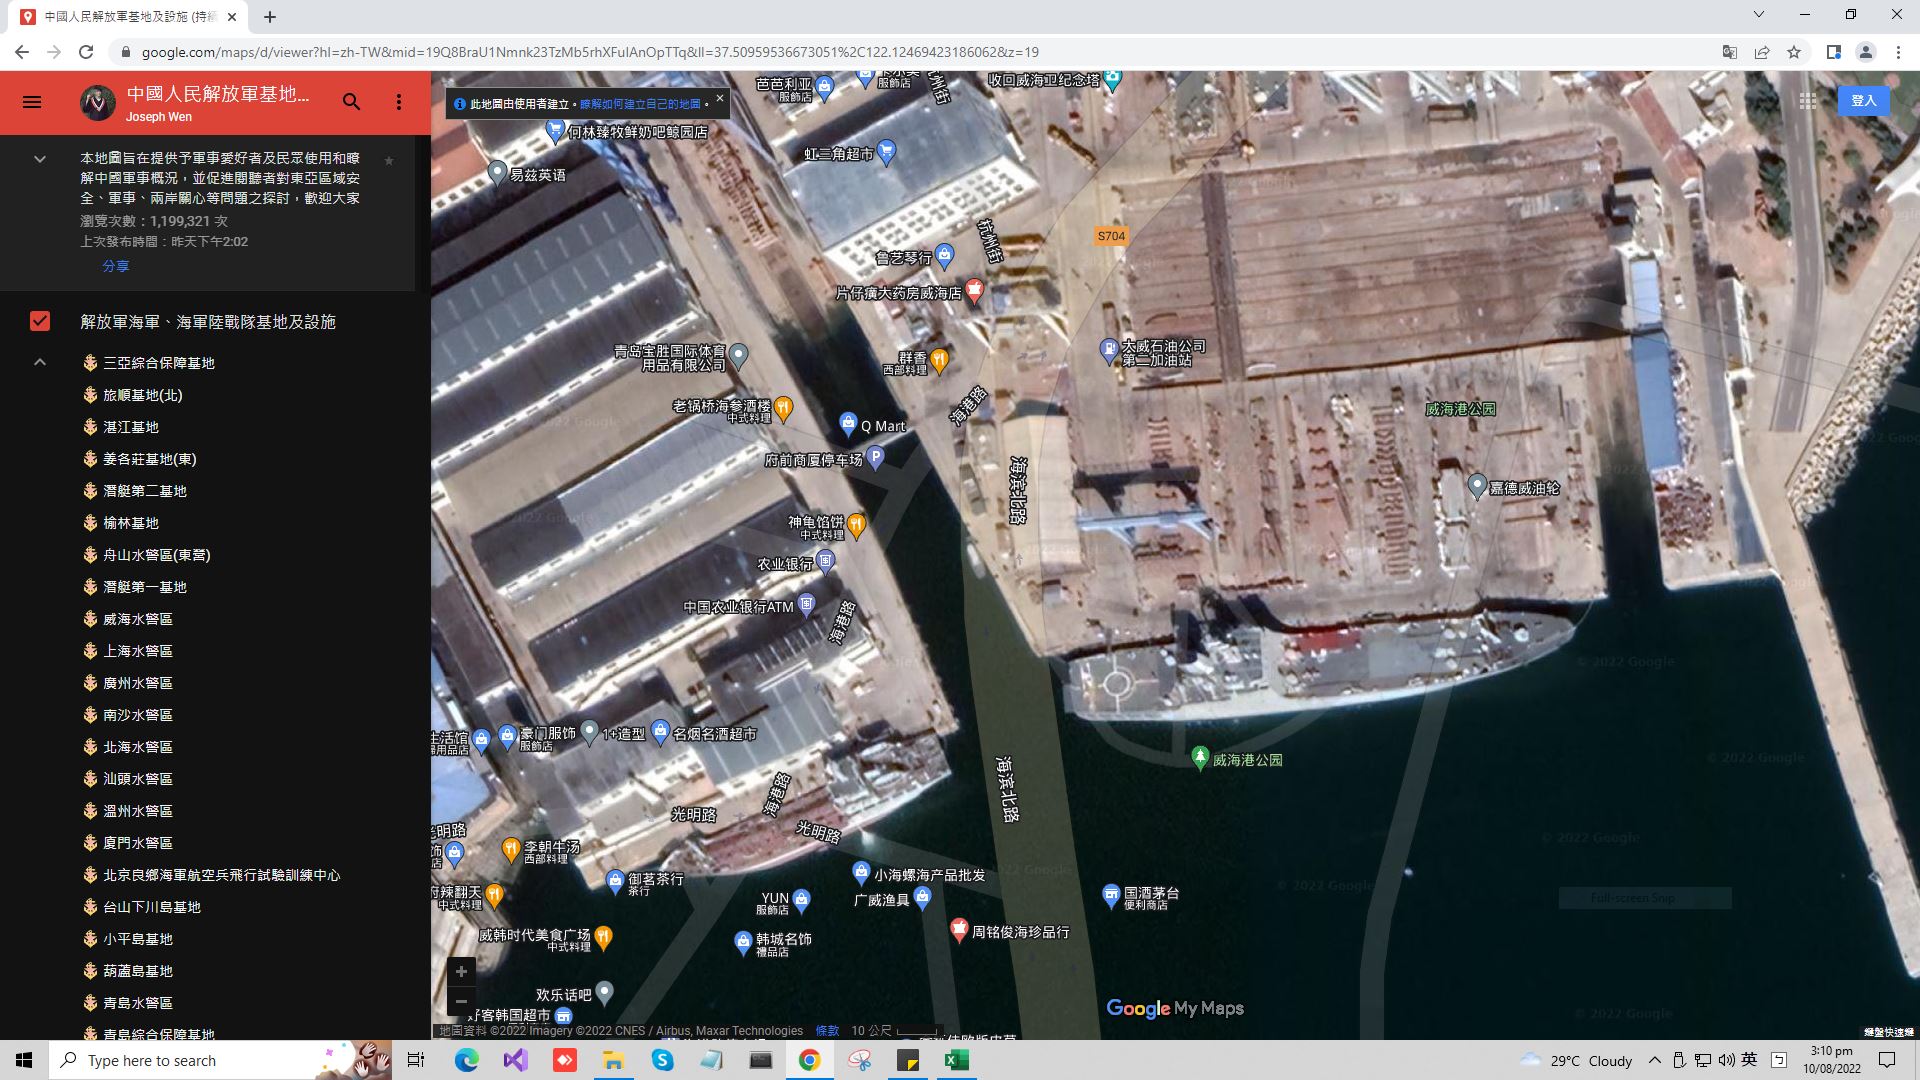 中國人民解放軍基地及設施 (持續
google.com/maps/d/viewer?hl=zh-TW&mid=19Q8BraU1Nmnk23TzMb5rhXFulAnOpTTq&ll=37.50959536673051%2C122.12469423186062&z=19
中國人民解放軍基地...
Joseph Wen
本地圖旨在提供予軍事愛好者及民眾使用和瞭
解中國軍事概況，並促進閱聽者對東亞區域安
全、軍事、兩岸關心等問題之探討，歡迎大家
瀏覽次數：1,199,321 次
上次發布時間：昨天下午2:02
分享
解放軍海軍、海軍陸戰隊基地及設施
三亞綜合保障基地
旅順基地(北)
湛江基地
姜各莊基地(東)
潛艇第二基地
榆林基地
舟山水警區(東營)
潛艇第一基地
威海水警區
上海水警區
廣州水警區
南沙水警區
北海水警區
汕頭水警區
溫州水警區
廈門水警區
北京良鄉海軍航空兵飛行試驗訓練中心
台山下川島基地
小平島基地
葫蘆島基地
青島水警區
青島綜合保障基地
此地圖由使用者建立。瞭解如何建立自己的地圖。
登入
芭芭利亚
服飾店
服飾店
杭州街
收回威海卫纪念塔
何林臻牧鲜奶吧鲸园店
虹三角超市
易兹英语
S704
鲁艺琴行
杭州街
片仔癀大药房威海店
青岛宝胜国际体育
用品有限公司
群香
西部料理
大威石油公司
第二加油站
老锅桥海参酒楼
中式料理
海港路
威海港公园
Q Mart
府前商厦停车场
海滨北路
嘉德威油轮
神龟馅饼
中式料理
农业银行
中国农业银行ATM
海港路
生活馆
豪门服饰
服飾店
1+造型
名烟名酒超市
威海港公园
海港路
海滨北路
光明路
光明路
光明路
李朝牛汤
西部料理
御茗茶行
茶行
小海螺海产品批发
中式料理
YUN
服飾店
广威渔具
国酒茅台
便利商店
威韩时代美食广场
中式料理
韩城名饰
禮品店
周铭俊海珍品行
欢乐话吧
好客韩国超市
Full-screen Snip
Google My Maps
地圖資料 ©2022 Imagery ©2022 CNES / Airbus, Maxar Technologies 條款 10 公尺
Type here to search
29°C Cloudy
英
3:10 pm
10/08/2022